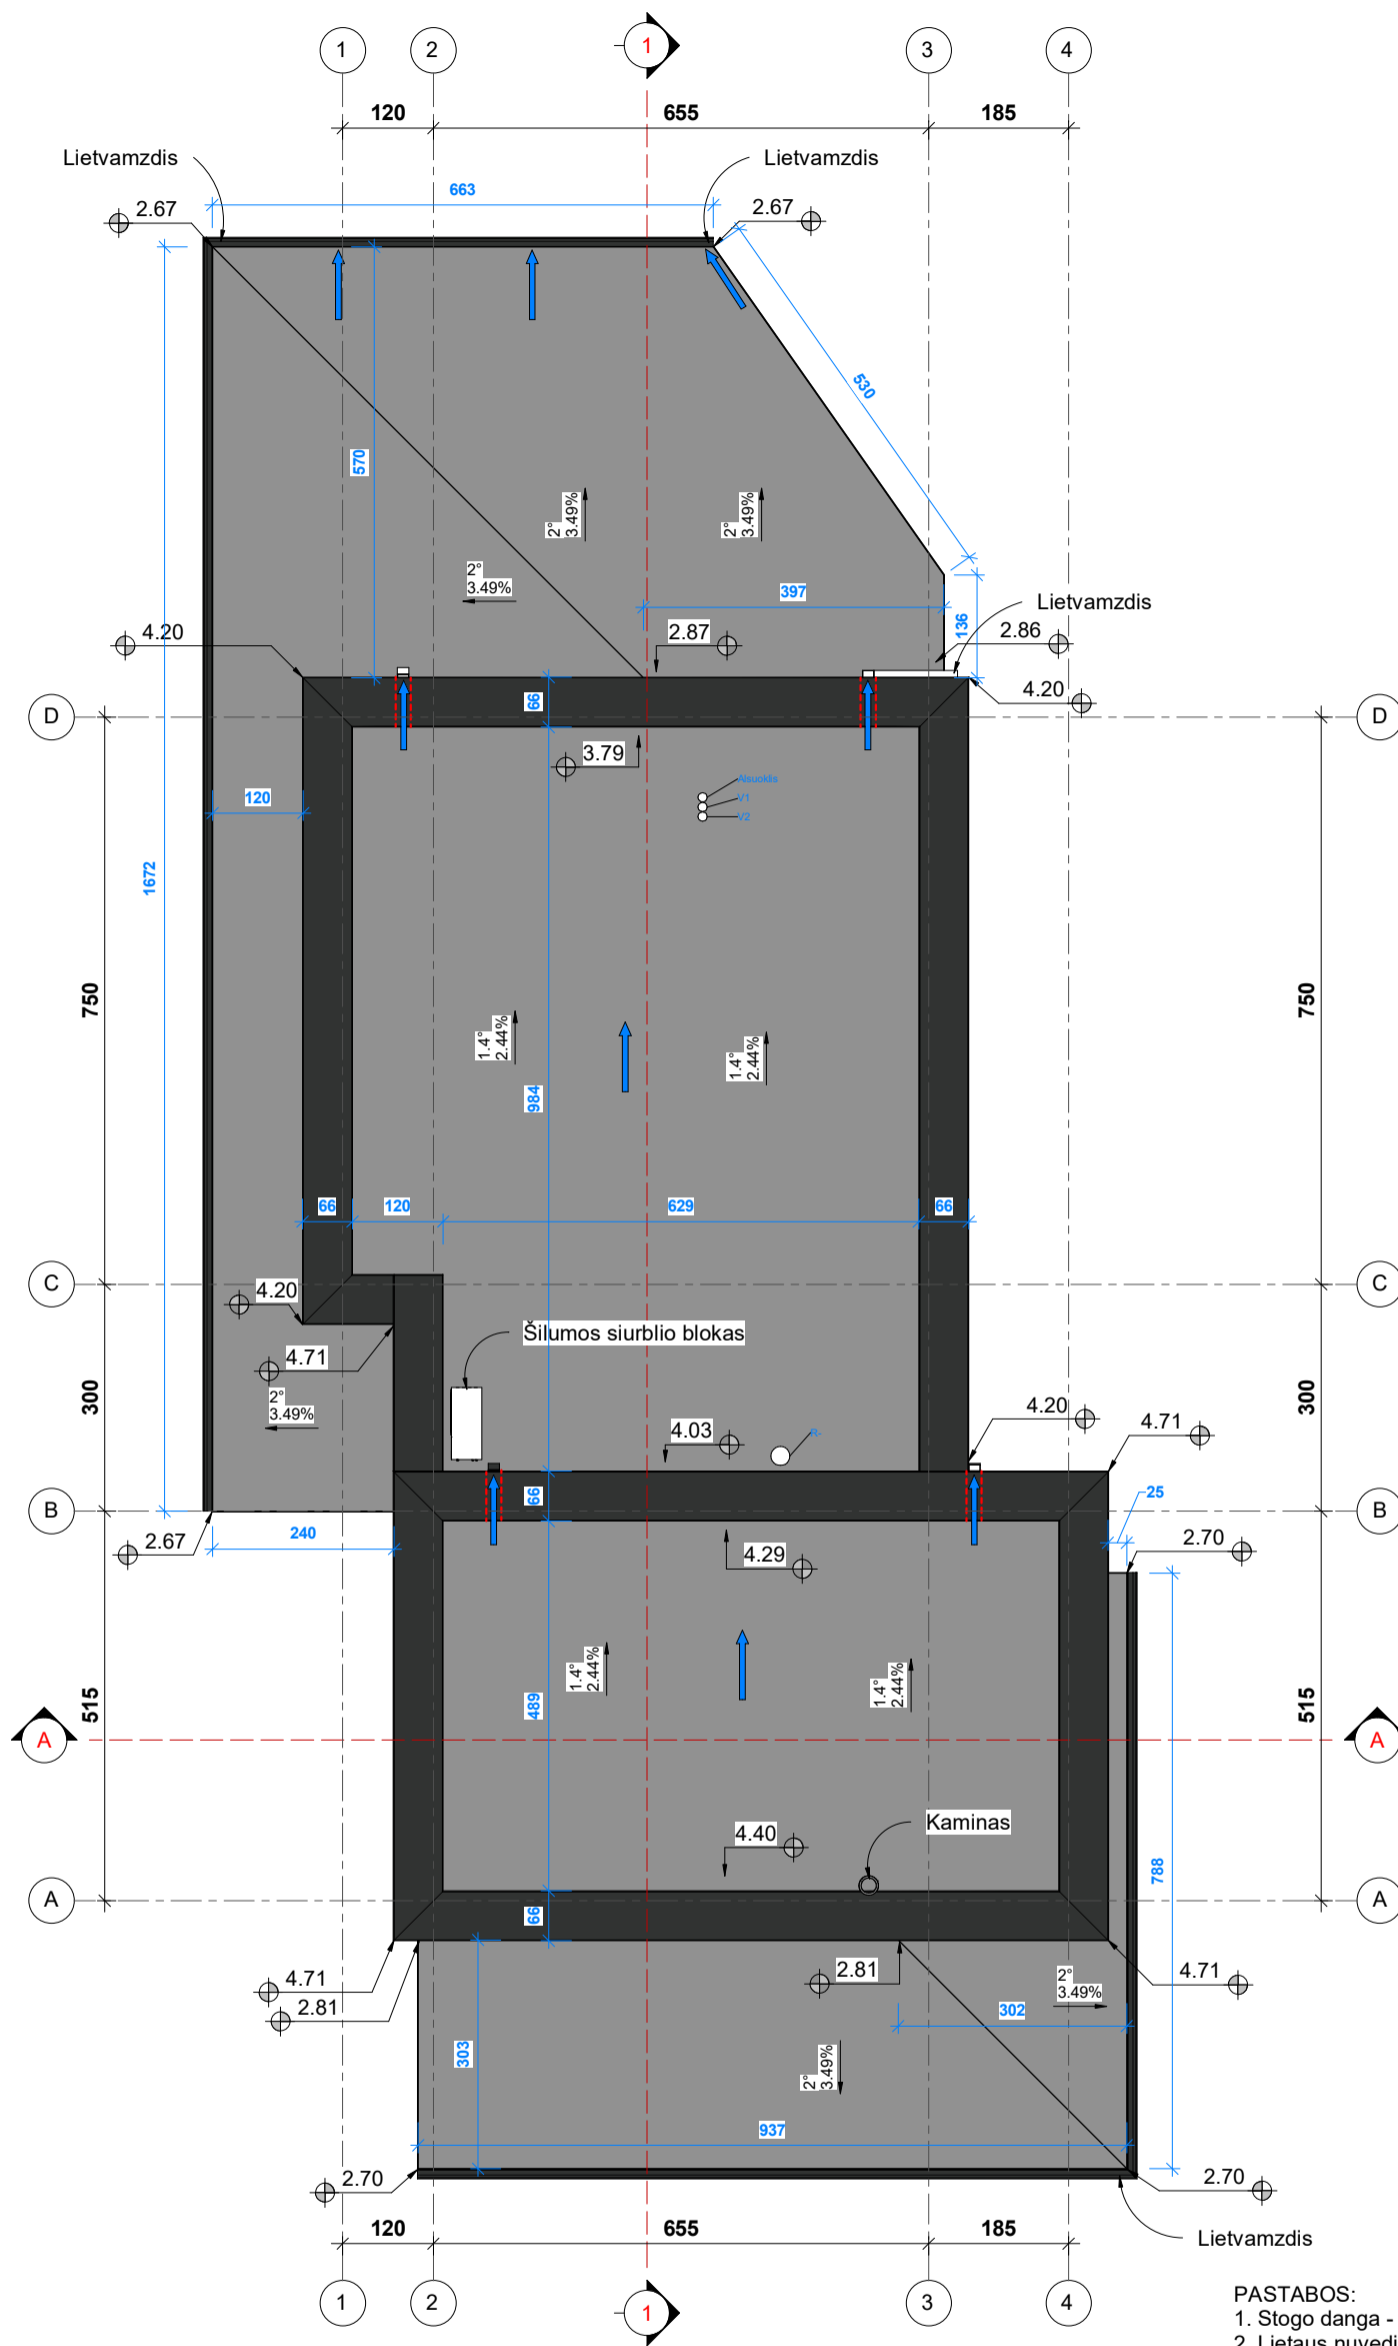 1 2 1 3 4
120 655 185
Lietvamzdis Lietvamzdis
663
2.67 2.67
530
570
2° 3.49% 2° 3.49%
2° 3.49%
397
Lietvamzdis
136
4.20 2.87 2.86
66 4.20
D D
3.79
Alsuoklis
V1
V2
120
1672
750 750
1.4° 2.44% 1.4° 2.44%
984
66 120 629 66
C C
4.20
Šilumos siurblio blokas
4.71
2°
3.49%
300 300
4.03 4.20 4.71
66 25
B B
2.67 240 4.29 2.70
1.4° 2.44% 1.4° 2.44%
515 489 515
A A
4.40 Kaminas
788
A A
66
4.71 2.81 2°
3.49% 4.71
2.81 302
303 2° 3.49%
937
2.70 2.70
120 655 185
Lietvamzdis
1 2 1 3 4
PASTABOS:
1. Stogo danga -